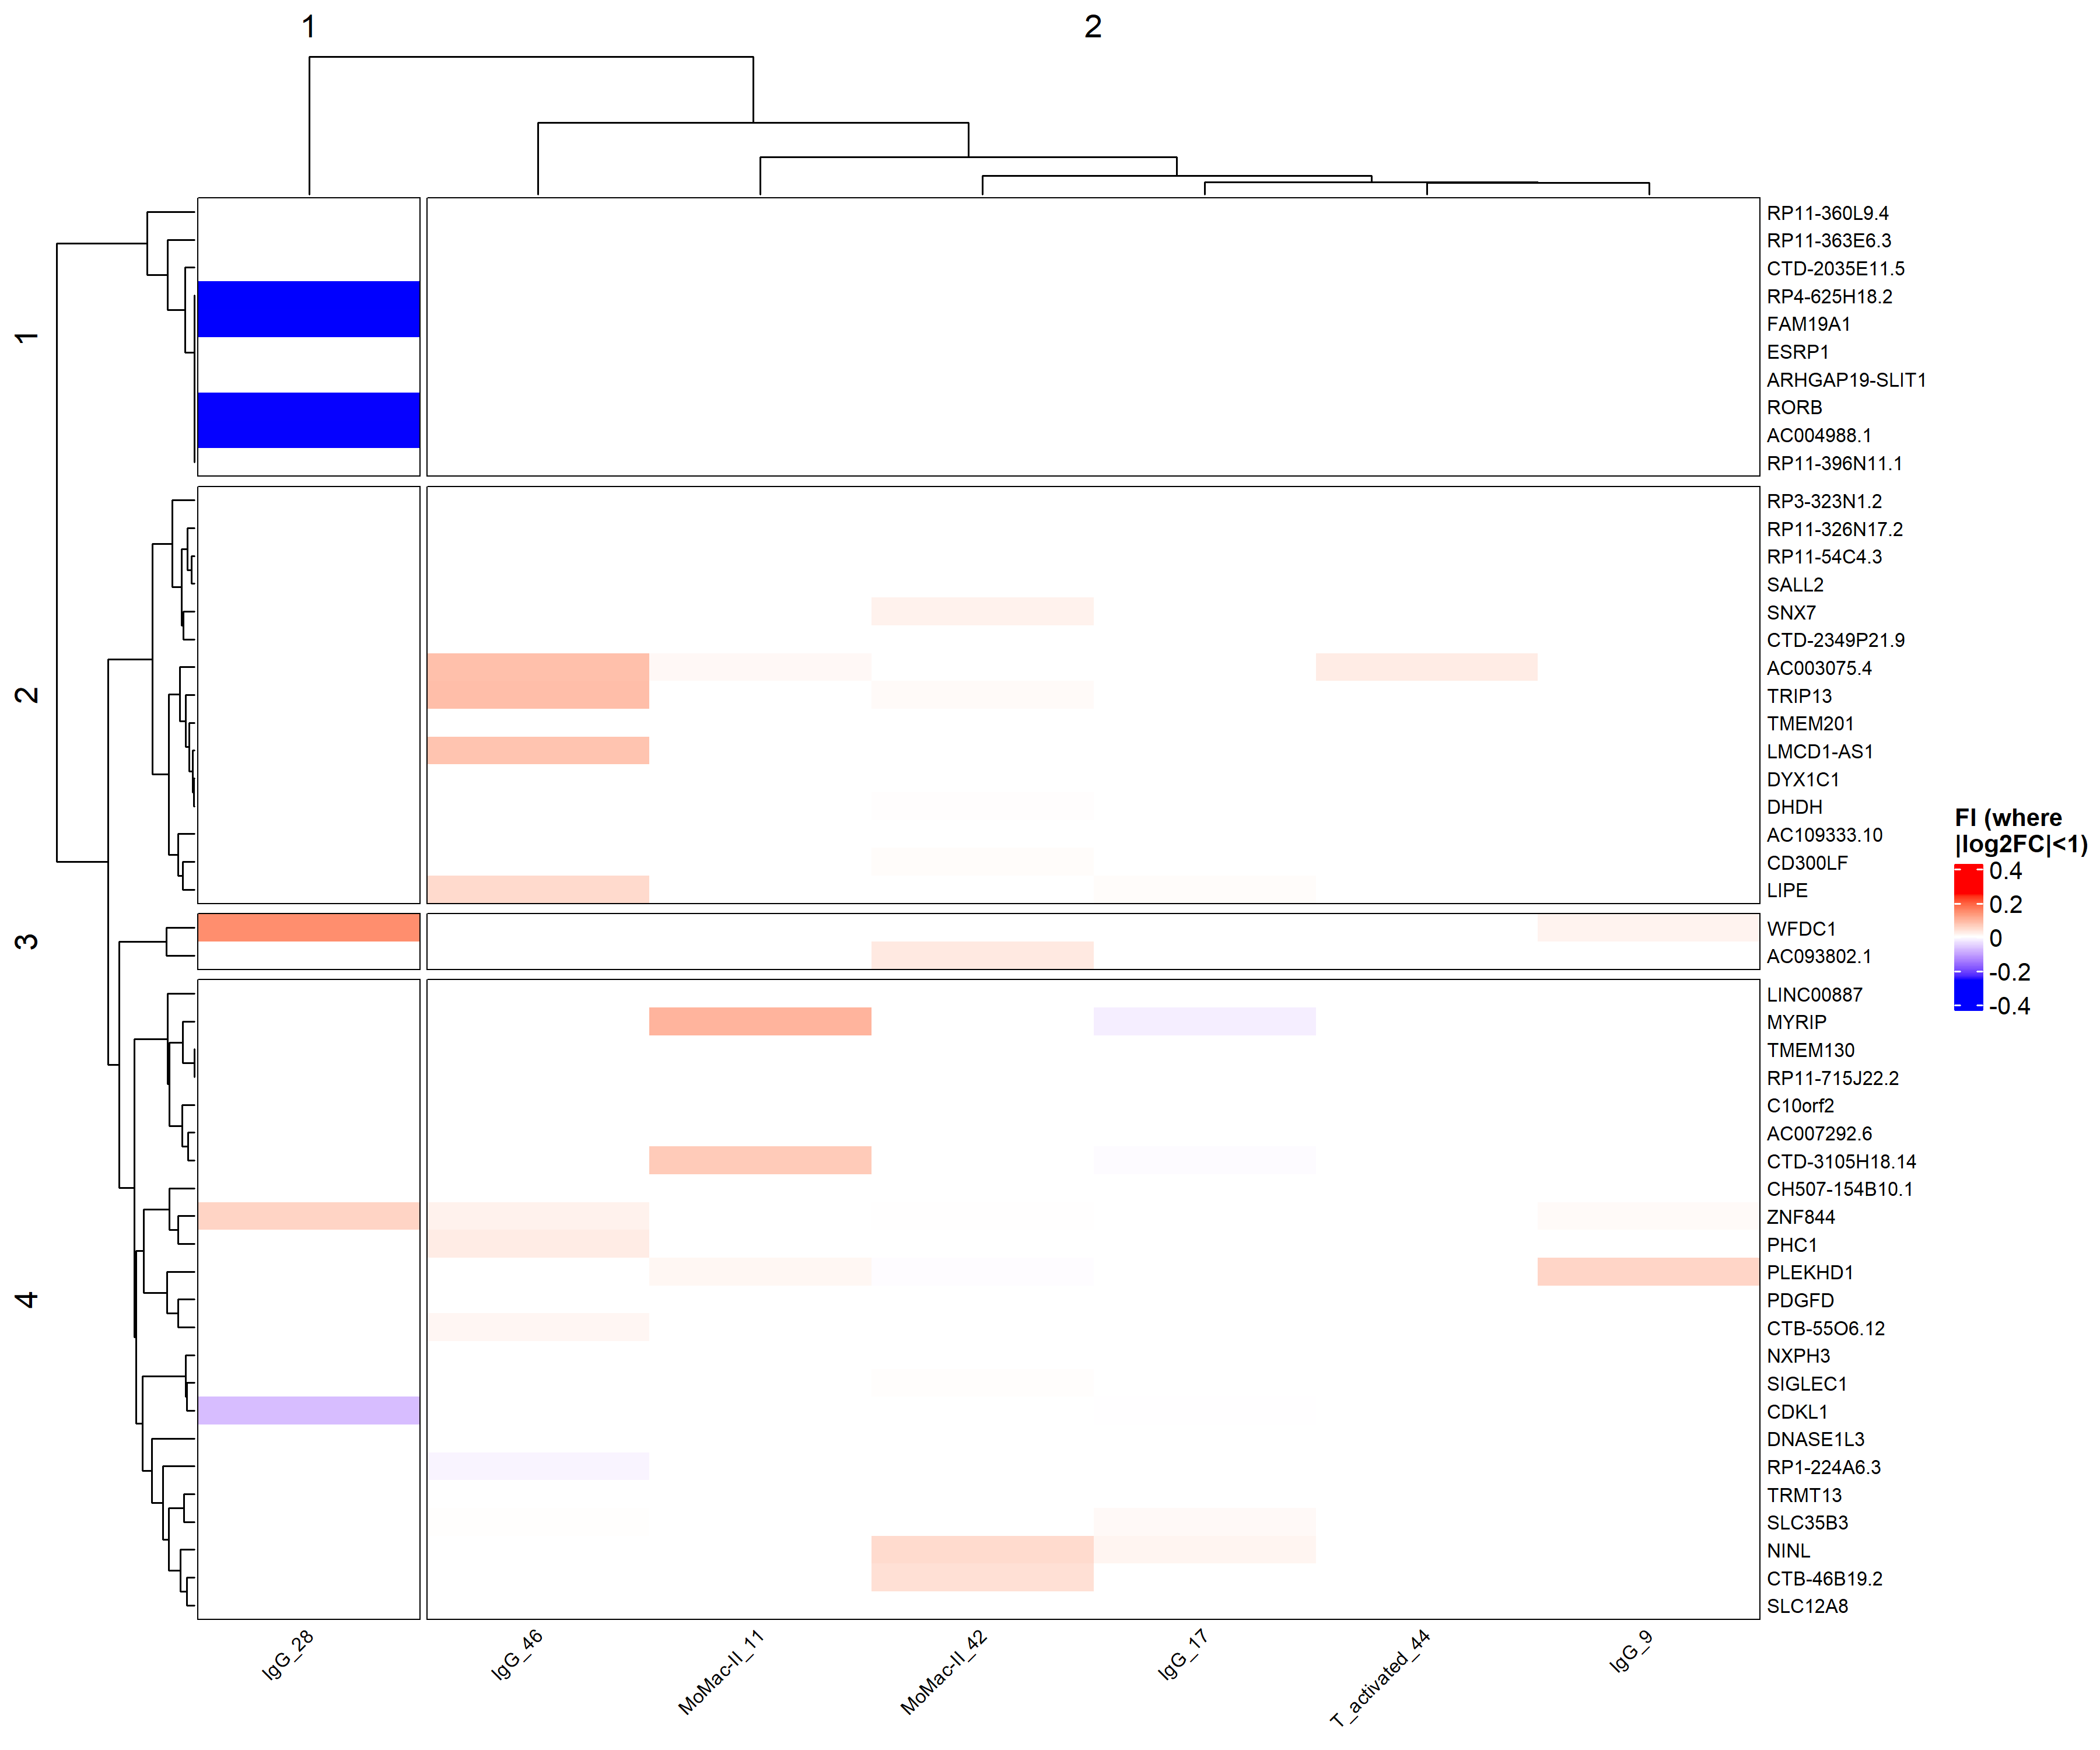 1
2
1
2
3
4
RP11-360L9.4
RP11-363E6.3
CTD-2035E11.5
RP4-625H18.2
FAM19A1
ESRP1
ARHGAP19-SLIT1
RORB
AC004988.1
RP11-396N11.1
RP3-323N1.2
RP11-326N17.2
RP11-54C4.3
SALL2
SNX7
CTD-2349P21.9
AC003075.4
TRIP13
TMEM201
LMCD1-AS1
DYX1C1
DHDH
AC109333.10
CD300LF
LIPE
WFDC1
AC093802.1
LINC00887
MYRIP
TMEM130
RP11-715J22.2
C10orf2
AC007292.6
CTD-3105H18.14
CH507-154B10.1
ZNF844
PHC1
PLEKHD1
PDGFD
CTB-55O6.12
NXPH3
SIGLEC1
CDKL1
DNASE1L3
RP1-224A6.3
TRMT13
SLC35B3
NINL
CTB-46B19.2
SLC12A8
IgG_28
IgG_46
MoMac-II_11
MoMac-II_42
IgG_17
T_activated_44
IgG_9
FI (where
|log2FC|<1)
0.4
0.2
0
-0.2
-0.4